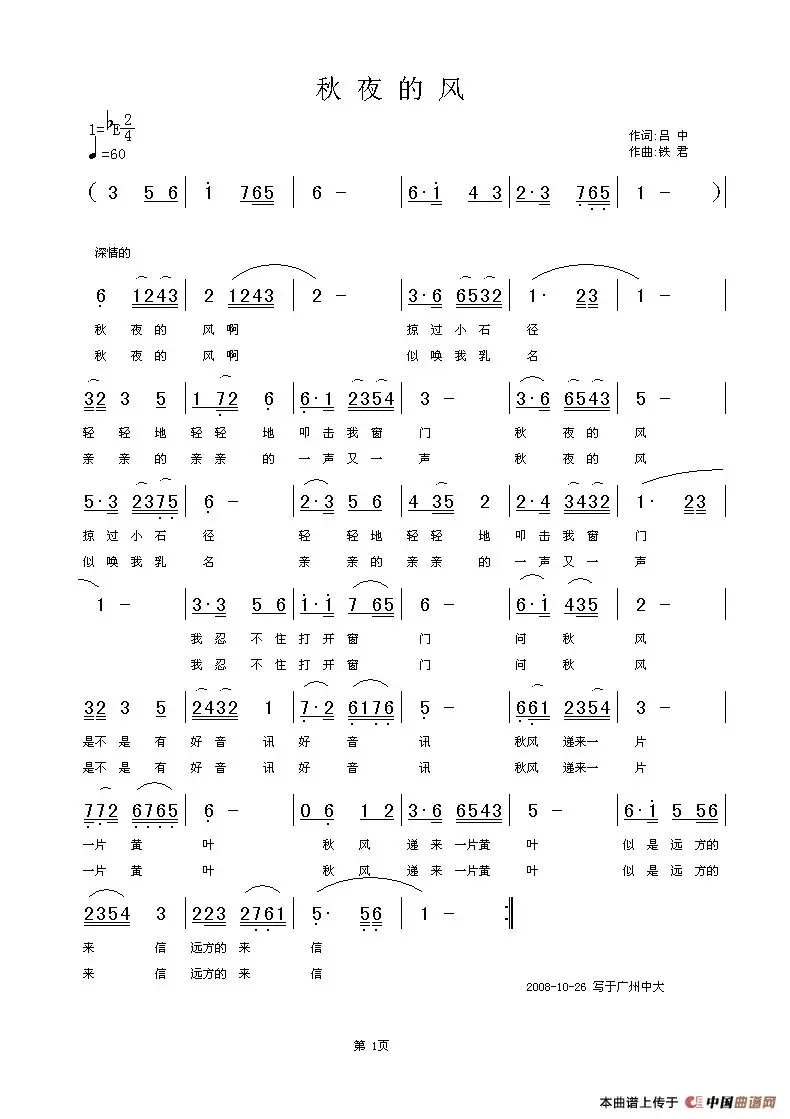 秋 夜 的 风
1=♭E 2/4
♩=60
作词:吕 中
作曲:铁 君
( 3 5 6 | i 765 | 6 - | 6· i 4 3 | 2· 3 765 | 1 - )
深情的
6 1243 | 2 1243 | 2 - | 3· 6 6532 | 1· 23 | 1 - |
秋 夜 的 风 啊 掠 过 小 石 径
秋 夜 的 风 啊 似 唤 我 乳 名
32 3 5 | 1 72 6 | 6· 1 2354 | 3 - | 3· 6 6543 | 5 - |
轻 轻 地 轻 轻 地 叩 击 我 窗 门 秋 夜 的 风
亲 亲 的 亲 亲 的 一 声 又 一 声 秋 夜 的 风
5· 3 2375 | 6 - | 2· 3 5 6 | 4 35 2 | 2· 4 3432 | 1· 23 |
掠 过 小 石 径 轻 轻 地 轻 轻 地 叩 击 我 窗 门
似 唤 我 乳 名 亲 亲 的 亲 亲 的 一 声 又 一 声
1 - | 3· 3 5 6 | i· i 7 65 | 6 - | 6· i 435 | 2 - |
我 忍 不 住 打 开 窗 门 问 秋 风
我 忍 不 住 打 开 窗 门 问 秋 风
32 3 5 | 2432 1 | 7· 2 6176 | 5 - | 661 2354 | 3 - |
是不 是 有 好 音 讯 好 音 讯 秋风 递来一 片
是不 是 有 好 音 讯 好 音 讯 秋风 递来一 片
772 6765 | 6 - | 0 6 1 2 | 3· 6 6543 | 5 - | 6· i 5 56 |
一片 黄 叶 秋 风 递 来 一片黄 叶 似 是 远 方的
一片 黄 叶 秋 风 递 来 一片黄 叶 似 是 远 方的
2354 3 | 223 2761 | 5· 56 | 1 - :‖
来 信 远方的 来 信
来 信 远方的 来 信
2008-10-26 写于广州中大
第 1页
本曲谱上传于 中国曲谱网